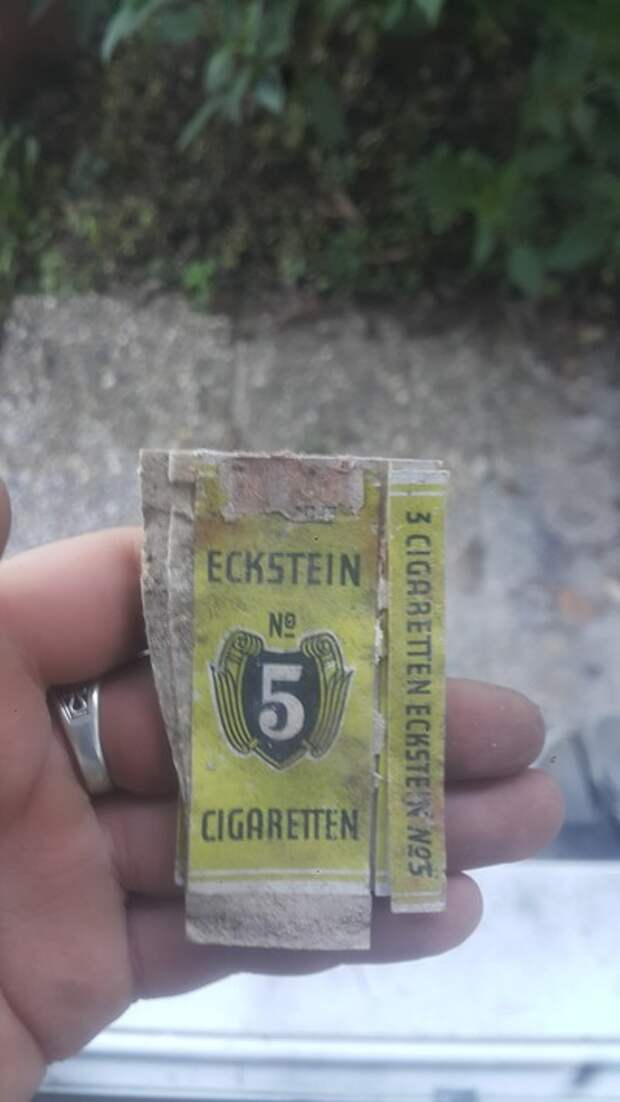 ECKSTEIN
Nº
5
CIGARETTEN
3 CIGARETTEN ECKSTEIN Nº5